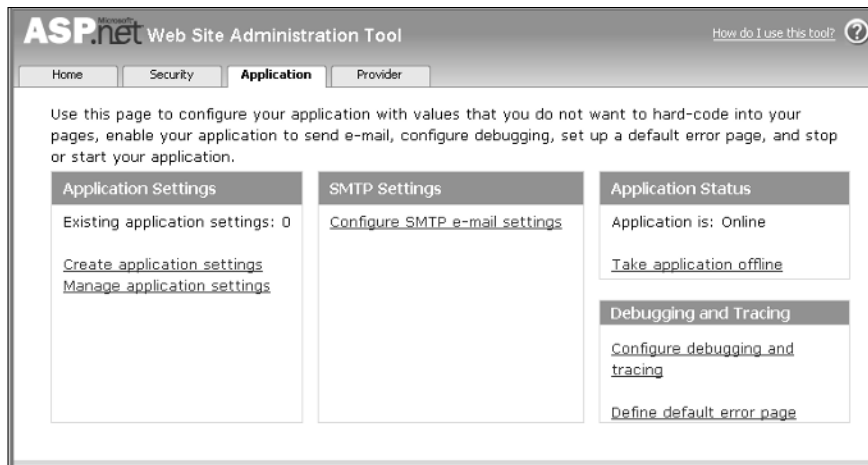 Microsoft®
ASP.net Web Site Administration Tool
How do I use this tool? ?
Home Security Application Provider
Use this page to configure your application with values that you do not want to hard-code into your
pages, enable your application to send e-mail, configure debugging, set up a default error page, and stop
or start your application.
Application Settings
Existing application settings: 0
Create application settings
Manage application settings
SMTP Settings
Configure SMTP e-mail settings
Application Status
Application is: Online
Take application offline
Debugging and Tracing
Configure debugging and
tracing
Define default error page